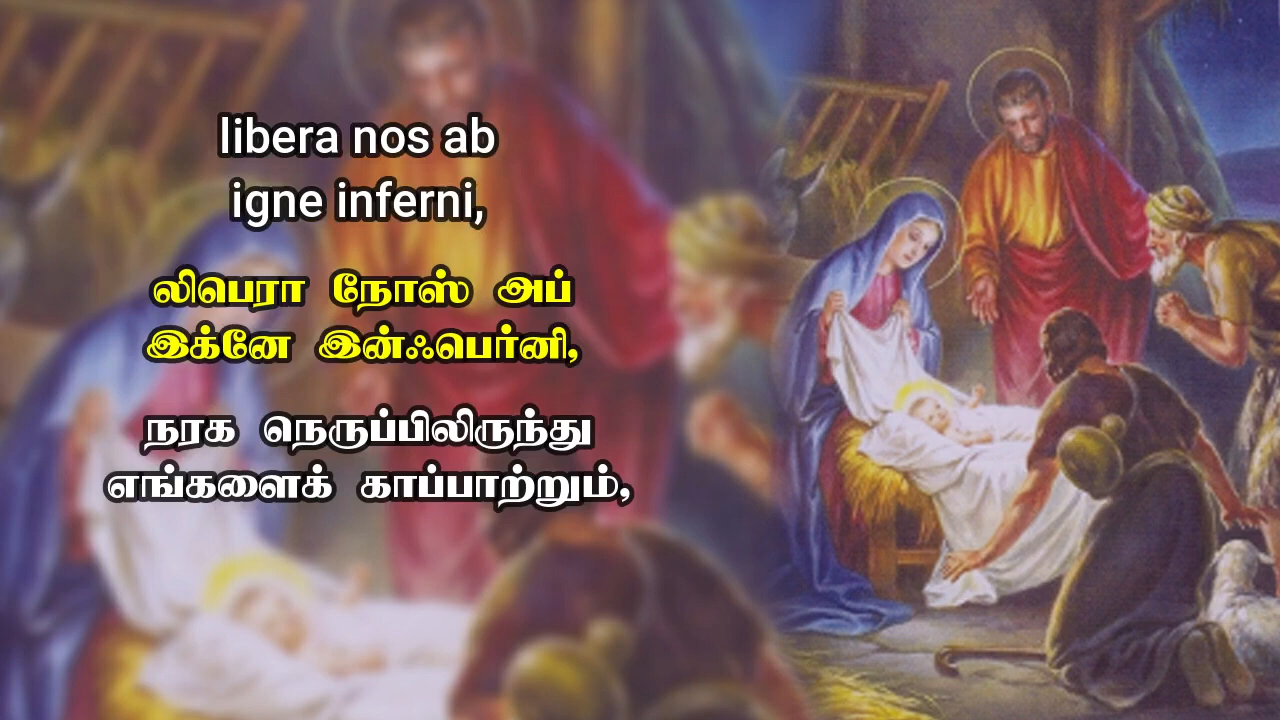 libera nos ab
igne inferni,
லிபெரா நோஸ் அப்
இக்னே இன்ஃபெர்னி,
நரக நெருப்பிலிருந்து
எங்களைக் காப்பாற்றும்,